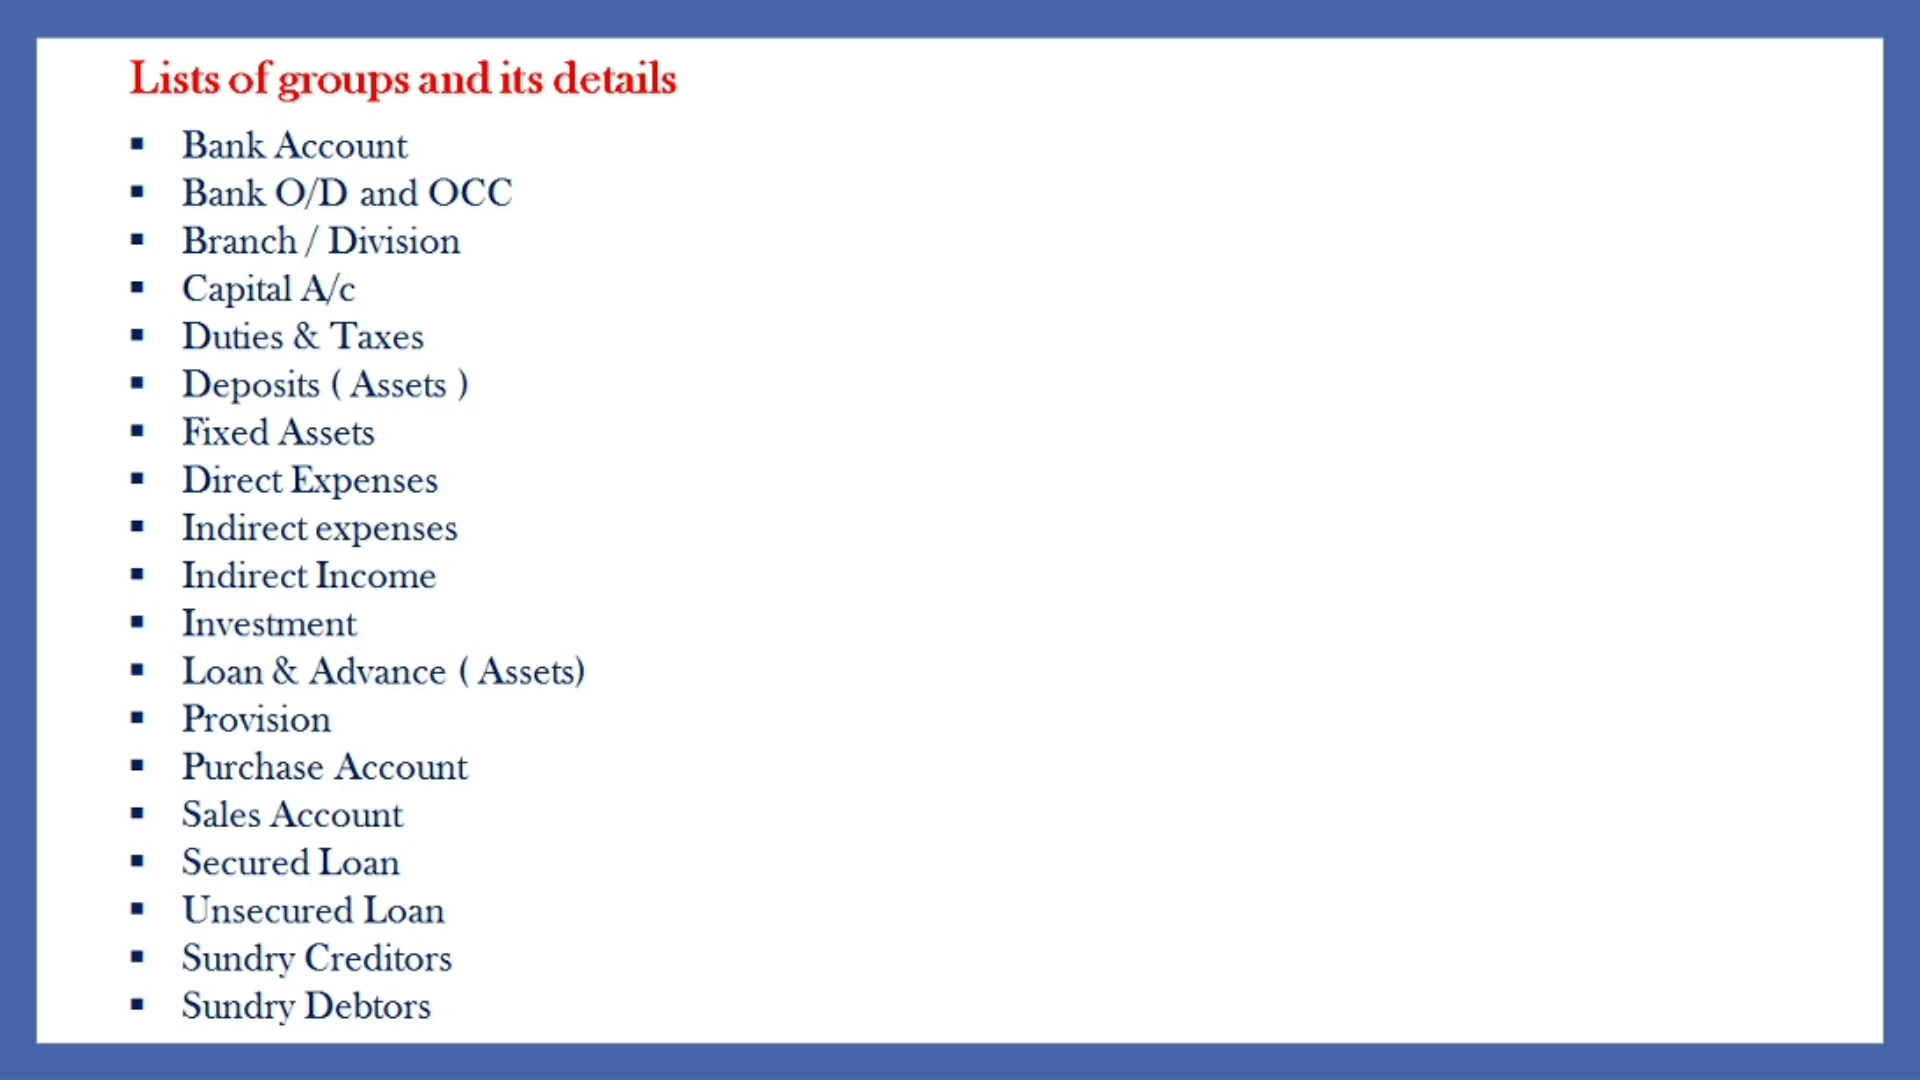 Lists of groups and its details
▪ Bank Account
▪ Bank O/D and OCC
▪ Branch / Division
▪ Capital A/c
▪ Duties & Taxes
▪ Deposits ( Assets )
▪ Fixed Assets
▪ Direct Expenses
▪ Indirect expenses
▪ Indirect Income
▪ Investment
▪ Loan & Advance ( Assets)
▪ Provision
▪ Purchase Account
▪ Sales Account
▪ Secured Loan
▪ Unsecured Loan
▪ Sundry Creditors
▪ Sundry Debtors